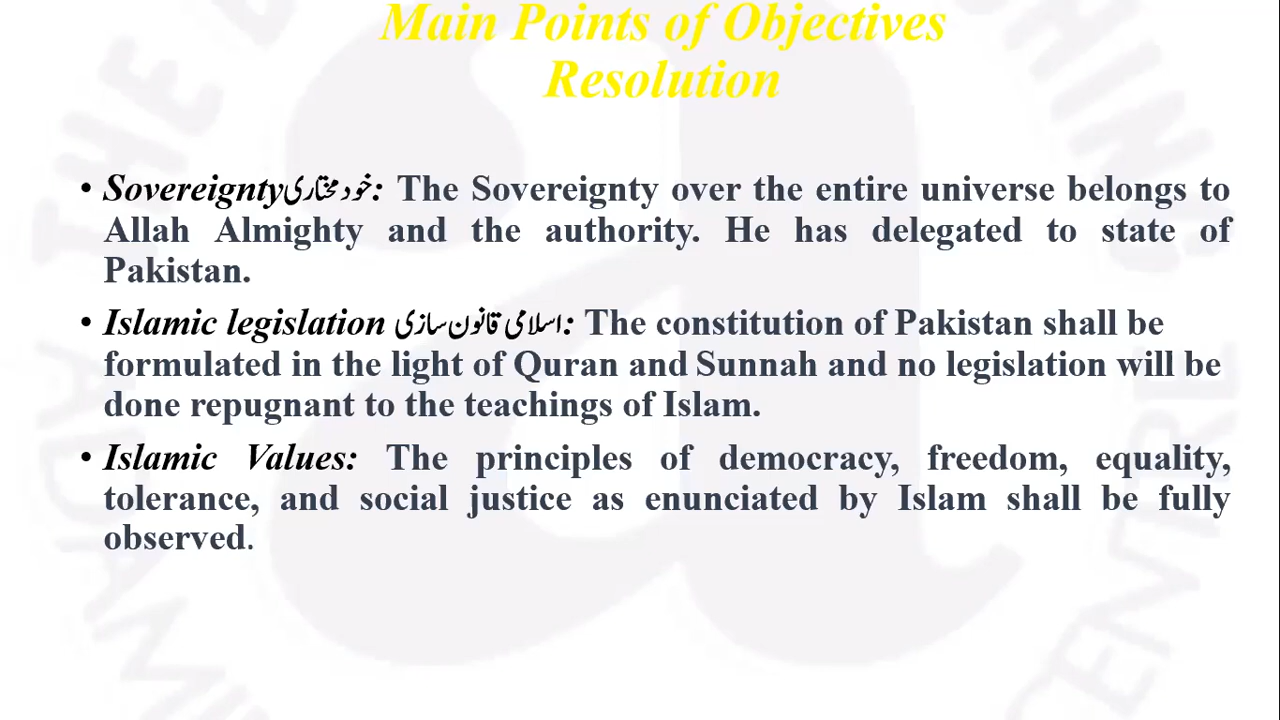 Main Points of Objectives
Resolution
• Sovereigntyخود مختاری: The Sovereignty over the entire universe belongs to
Allah Almighty and the authority. He has delegated to state of
Pakistan.
• Islamic legislation اسلامی قانون سازی: The constitution of Pakistan shall be
formulated in the light of Quran and Sunnah and no legislation will be
done repugnant to the teachings of Islam.
• Islamic Values: The principles of democracy, freedom, equality,
tolerance, and social justice as enunciated by Islam shall be fully
observed.